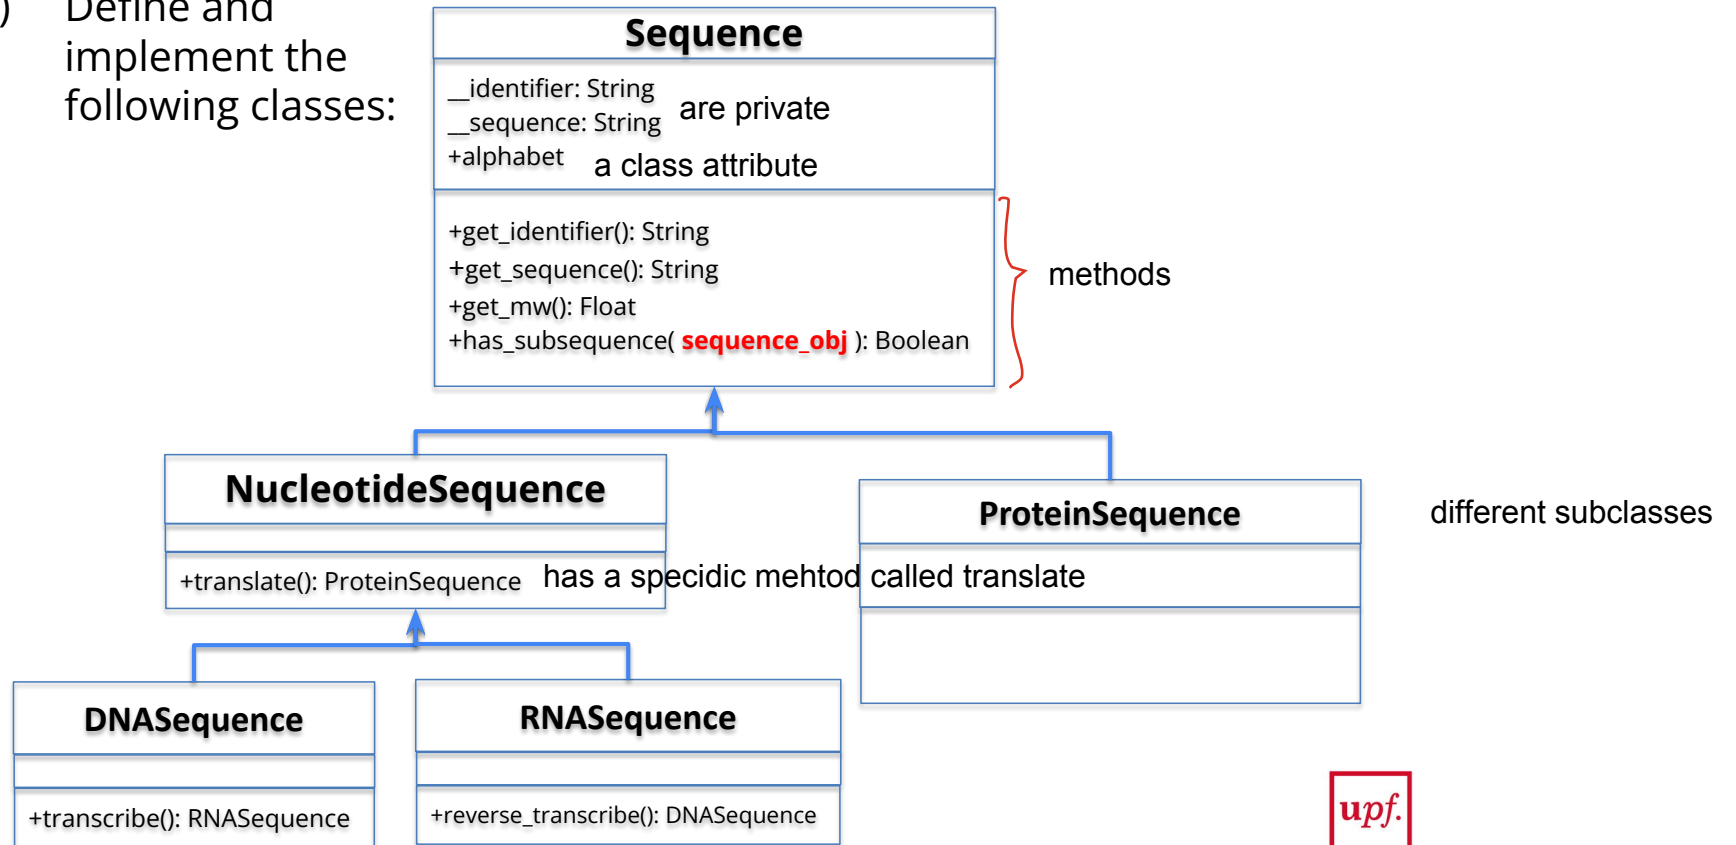 ) Define and
implement the
following classes:
Sequence
__identifier: String
__sequence: String
are private
+alphabet
a class attribute
+get_identifier(): String
+get_sequence(): String
+get_mw(): Float
+has_subsequence( sequence_obj ): Boolean
methods
NucleotideSequence
+translate(): ProteinSequence
has a specidic mehtod called translate
ProteinSequence
different subclasses
DNASequence
+transcribe(): RNASequence
RNASequence
+reverse_transcribe(): DNASequence
upf.